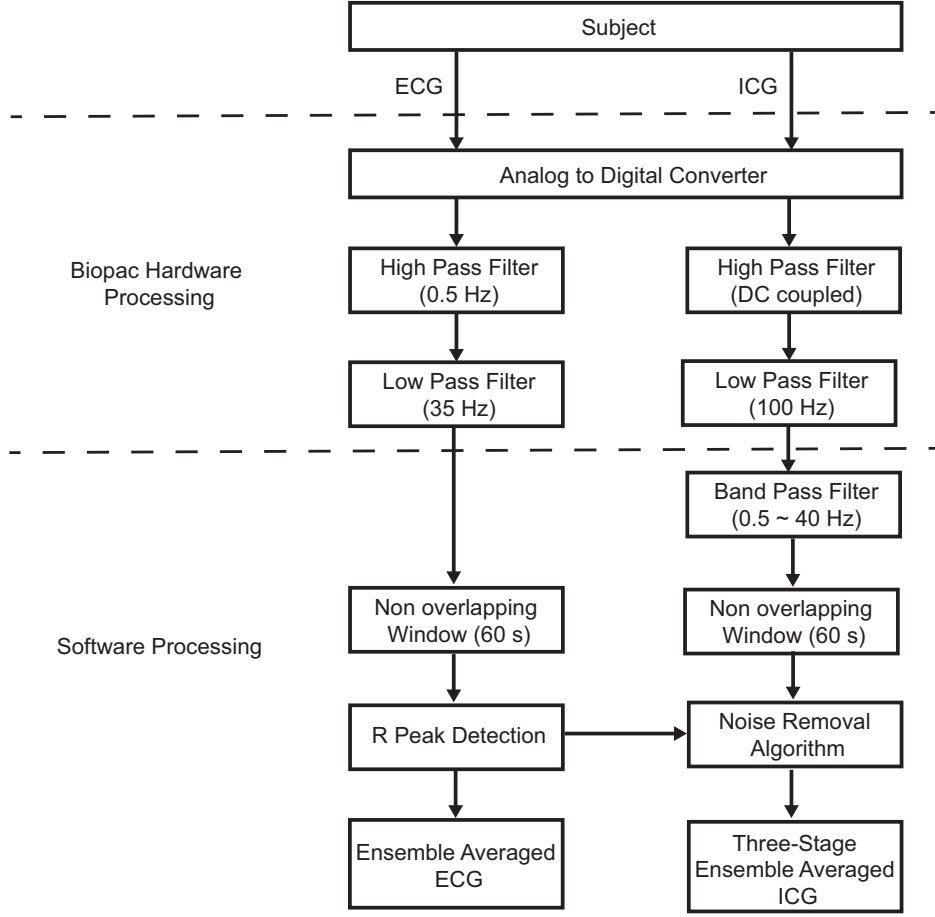 Subject
ECG
ICG
Analog to Digital Converter
Biopac Hardware
Processing
High Pass Filter
(0.5 Hz)
High Pass Filter
(DC coupled)
Low Pass Filter
(35 Hz)
Low Pass Filter
(100 Hz)
Band Pass Filter
(0.5 ~ 40 Hz)
Software Processing
Non overlapping
Window (60 s)
Non overlapping
Window (60 s)
R Peak Detection
Noise Removal
Algorithm
Ensemble Averaged
ECG
Three-Stage
Ensemble Averaged
ICG